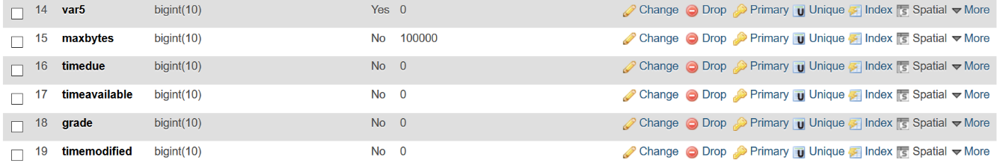 14 var5 bigint(10) Yes 0 Change Drop Primary Unique Index Spatial More
15 maxbytes bigint(10) No 100000 Change Drop Primary Unique Index Spatial More
16 timedue bigint(10) No 0 Change Drop Primary Unique Index Spatial More
17 timeavailable bigint(10) No 0 Change Drop Primary Unique Index Spatial More
18 grade bigint(10) No 0 Change Drop Primary Unique Index Spatial More
19 timemodified bigint(10) No 0 Change Drop Primary Unique Index Spatial More